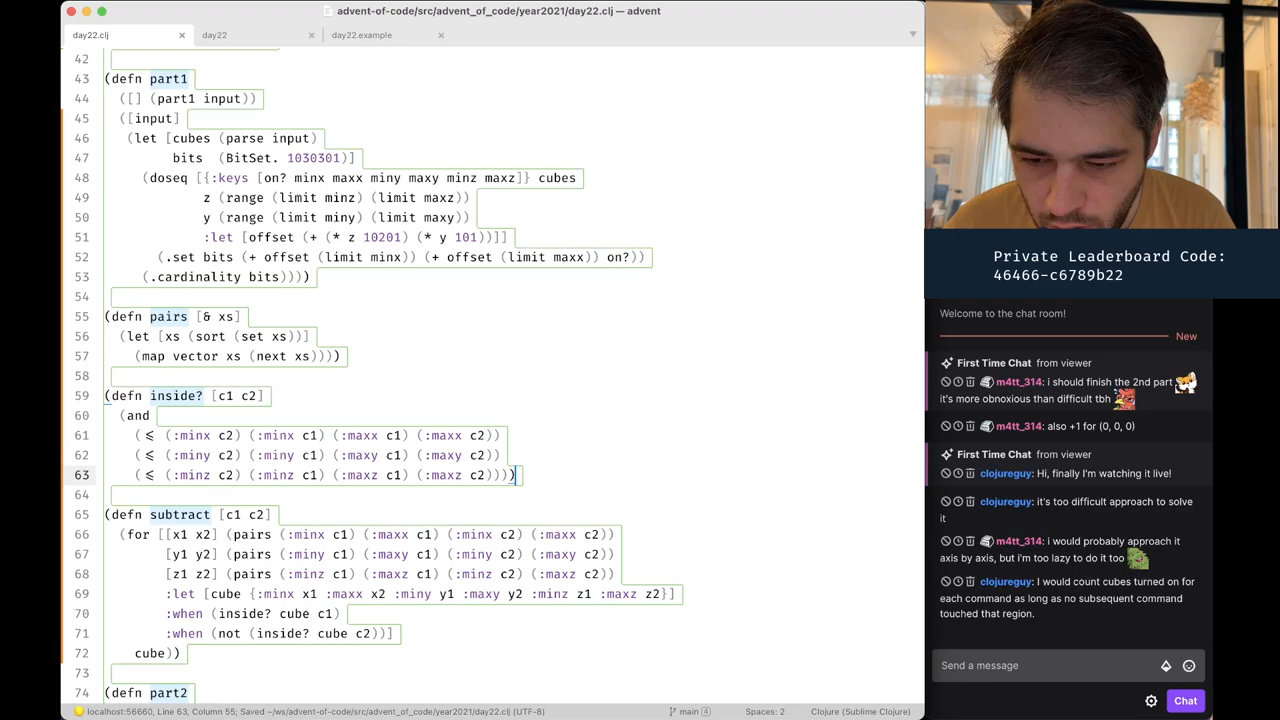 advent-of-code/src/advent_of_code/year2021/day22.clj — advent
day22.clj
day22
day22.example
42
43 (defn part1
44 ([] (part1 input))
45 ([input]
46 (let [cubes (parse input)
47 bits (BitSet. 1030301)]
48 (doseq [{:keys [on? minx maxx miny maxy minz maxz]} cubes
49 z (range (limit minz) (limit maxz))
50 y (range (limit miny) (limit maxy))
51 :let [offset (+ (* z 10201) (* y 101))]]
52 (.set bits (+ offset (limit minx)) (+ offset (limit maxx)) on?))
53 (.cardinality bits))))
54
55 (defn pairs [& xs]
56 (let [xs (sort (set xs))]
57 (map vector xs (next xs))))
58
59 (defn inside? [c1 c2]
60 (and
61 (≤ (:minx c2) (:minx c1) (:maxx c1) (:maxx c2))
62 (≤ (:miny c2) (:miny c1) (:maxy c1) (:maxy c2))
63 (≤ (:minz c2) (:minz c1) (:maxz c1) (:maxz c2))))
64
65 (defn subtract [c1 c2]
66 (for [[x1 x2] (pairs (:minx c1) (:maxx c1) (:minx c2) (:maxx c2))
67 [y1 y2] (pairs (:miny c1) (:maxy c1) (:miny c2) (:maxy c2))
68 [z1 z2] (pairs (:minz c1) (:maxz c1) (:minz c2) (:maxz c2))
69 :let [cube {:minx x1 :maxx x2 :miny y1 :maxy y2 :minz z1 :maxz z2}]
70 :when (inside? cube c1)
71 :when (not (inside? cube c2))]
72 cube))
73
74 (defn part2
localhost:56660, Line 63, Column 55; Saved ~/ws/advent-of-code/src/advent_of_code/year2021/day22.clj (UTF-8)
main 4
Spaces: 2
Clojure (Sublime Clojure)
Private Leaderboard Code:
46466-c6789b22
Welcome to the chat room!
New
First Time Chat from viewer
m4tt_314: i should finish the 2nd part
it's more obnoxious than difficult tbh
m4tt_314: also +1 for (0, 0, 0)
First Time Chat from viewer
clojureguy: Hi, finally I'm watching it live!
clojureguy: it's too difficult approach to solve
it
m4tt_314: i would probably approach it
axis by axis, but i'm too lazy to do it too
clojureguy: I would count cubes turned on for
each command as long as no subsequent command
touched that region.
Send a message
Chat